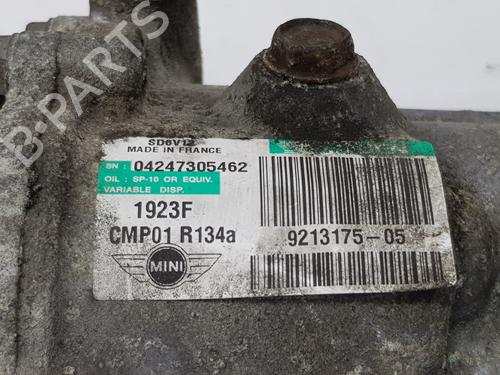 SD6V12
MADE IN FRANCE
SN : 04247305462
OIL : SP-10 OR EQUIV.
VARIABLE DISP.
1923F
CMP01 R134a
9213175-05
MINI
B-PARTS